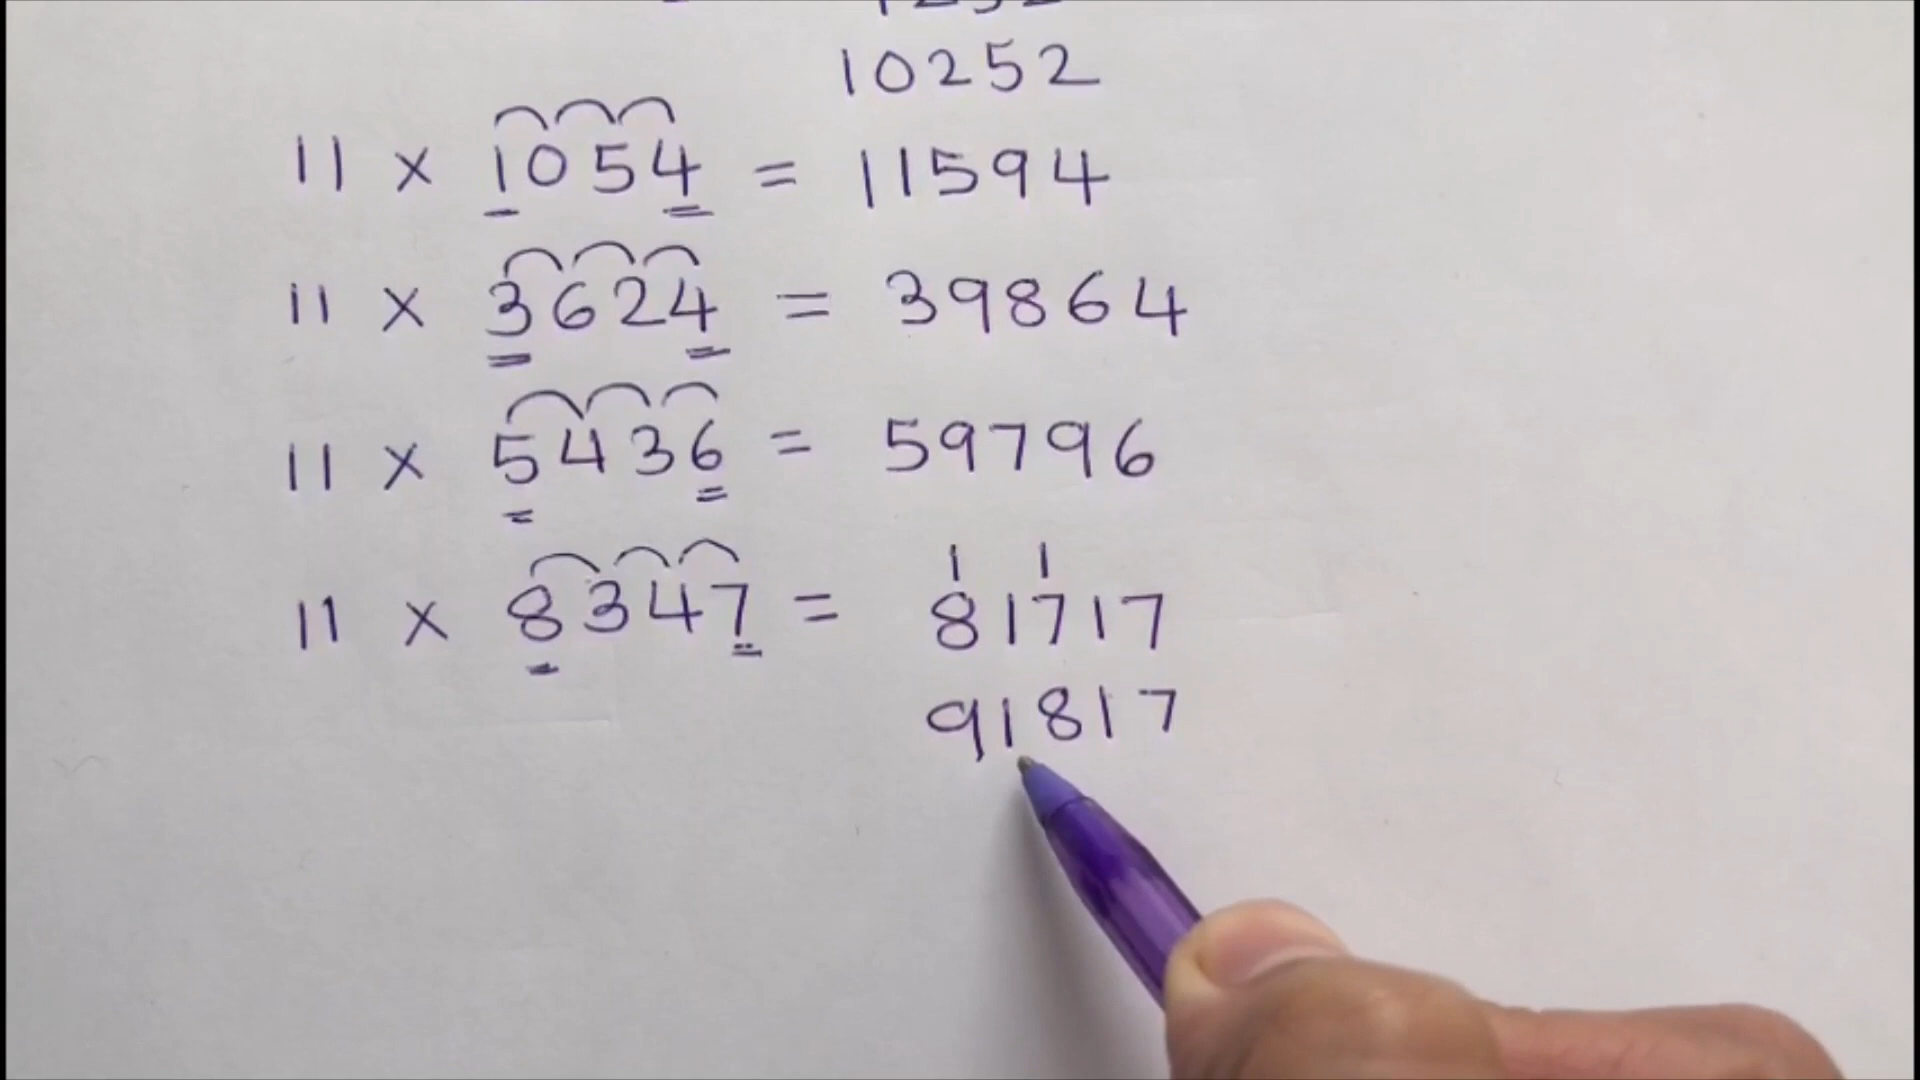 10252
11 × 1054 = 11594
11 × 3624 = 39864
11 × 5436 = 59796
1 1
11 × 8347 = 81717
91817